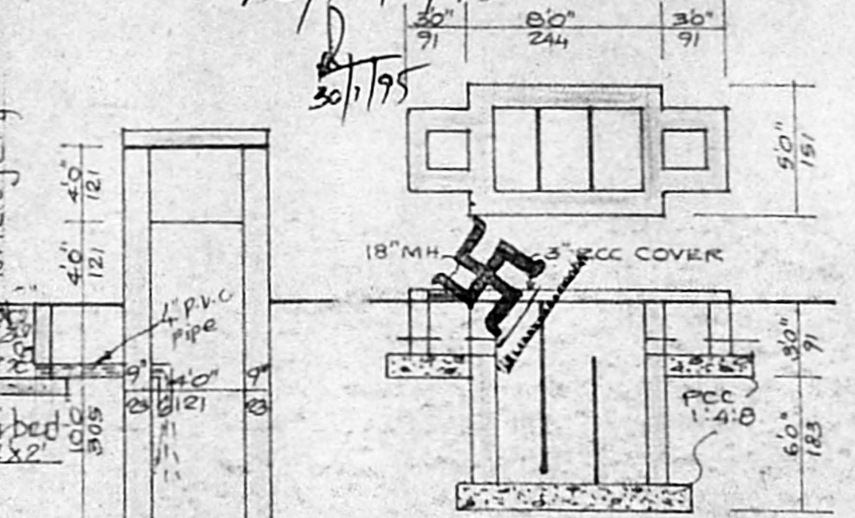 30/1/95
3'0" 8'0" 3'0"
91 244 91
5'0"
151
4'0"
121
4'0"
121
18" MH 3" RCC COVER
4" p.v.c
pipe
9" 4'0" 9"
23 121 23
3'0"
91
PCC
1:4:8
6'0"
183
10'0
305
bed
X2'